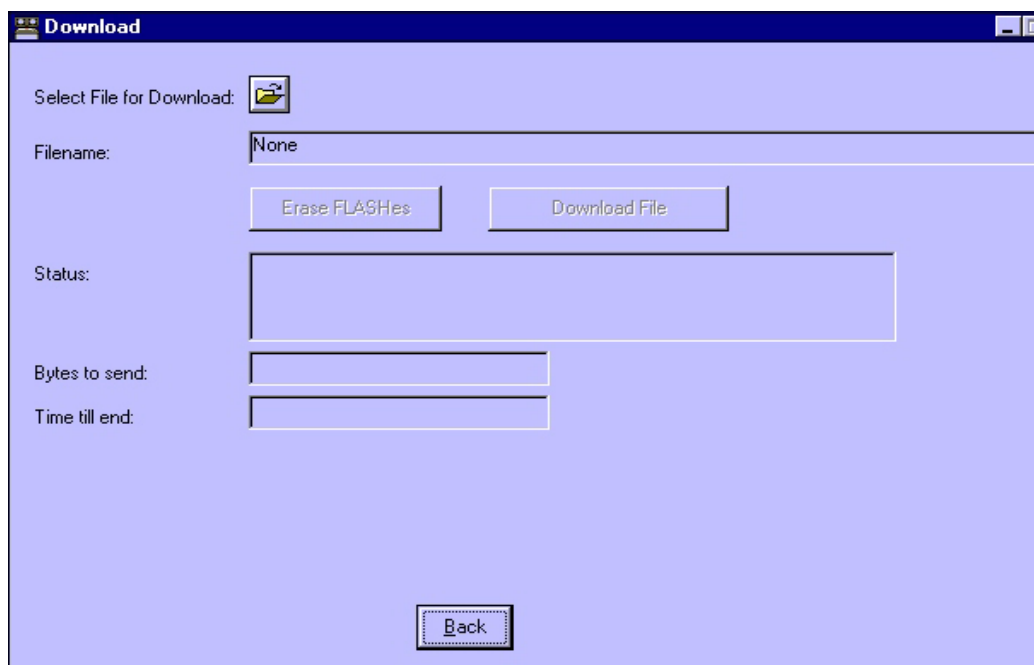 Download
Select File for Download:
Filename: None
Erase FLASHes Download File
Status:
Bytes to send:
Time till end:
Back